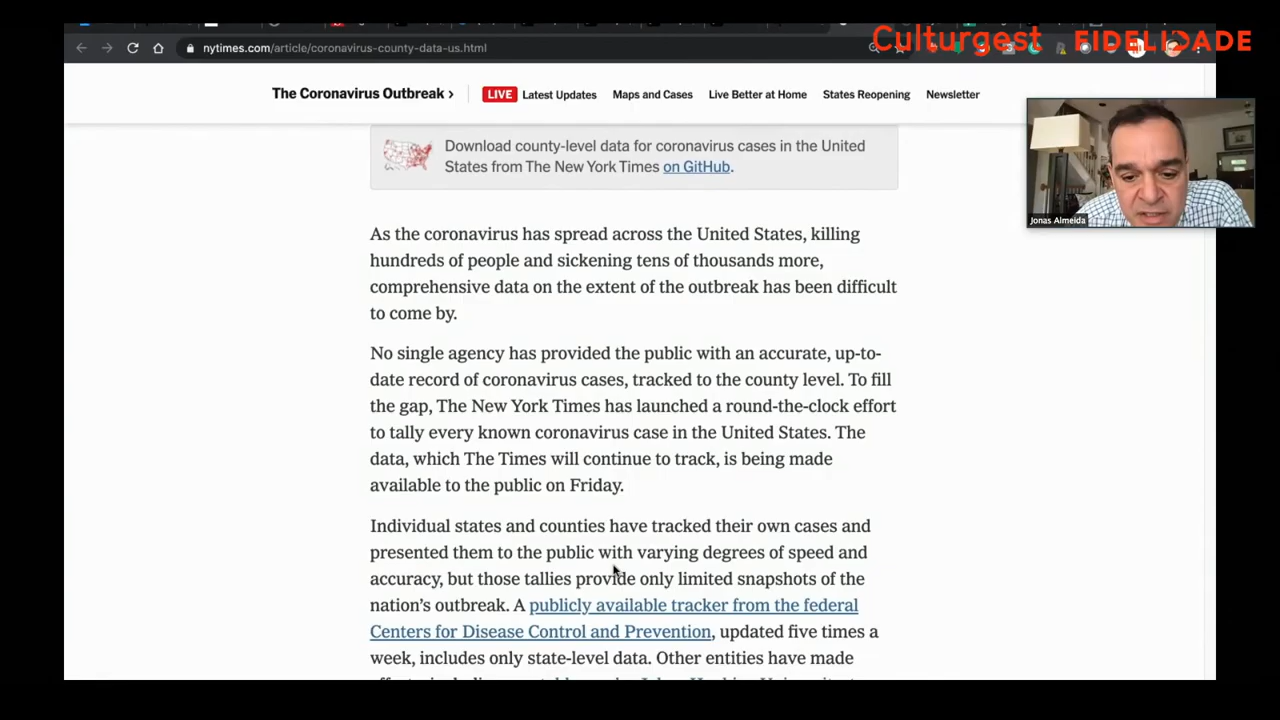 nytimes.com/article/coronavirus-county-data-us.html
Culturgest FIDELIDADE
The Coronavirus Outbreak › LIVE Latest Updates Maps and Cases Live Better at Home States Reopening Newsletter
Download county-level data for coronavirus cases in the United
States from The New York Times on GitHub.
Jonas Almeida
As the coronavirus has spread across the United States, killing
hundreds of people and sickening tens of thousands more,
comprehensive data on the extent of the outbreak has been difficult
to come by.
No single agency has provided the public with an accurate, up-to-
date record of coronavirus cases, tracked to the county level. To fill
the gap, The New York Times has launched a round-the-clock effort
to tally every known coronavirus case in the United States. The
data, which The Times will continue to track, is being made
available to the public on Friday.
Individual states and counties have tracked their own cases and
presented them to the public with varying degrees of speed and
accuracy, but those tallies provide only limited snapshots of the
nation's outbreak. A publicly available tracker from the federal
Centers for Disease Control and Prevention, updated five times a
week, includes only state-level data. Other entities have made